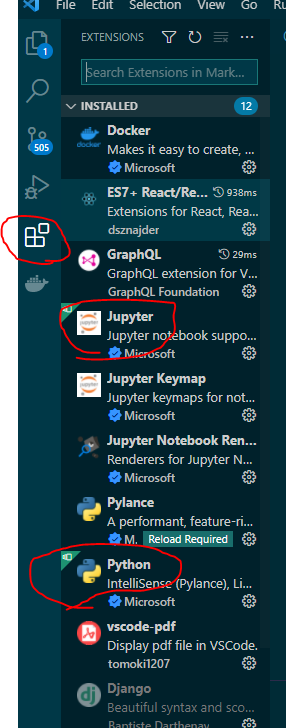 File Edit Selection View Go
EXTENSIONS
1
Search Extensions in Mark...
INSTALLED 12
Docker
Makes it easy to create, ...
Microsoft
505
ES7+ React/Re... 938ms
Extensions for React, Rea...
dsznajder
GraphQL 29ms
GraphQL extension for V...
GraphQL Foundation
Jupyter
Jupyter notebook suppo...
Microsoft
Jupyter Keymap
Jupyter keymaps for not...
Microsoft
Jupyter Notebook Ren...
Renderers for Jupyter N...
Microsoft
Pylance
A performant, feature-ri...
M. Reload Required
Python
IntelliSense (Pylance), Li...
Microsoft
vscode-pdf
Display pdf file in VSCode.
tomoki1207
Django
Beautiful syntax and sco...
Baptiste Darthenay